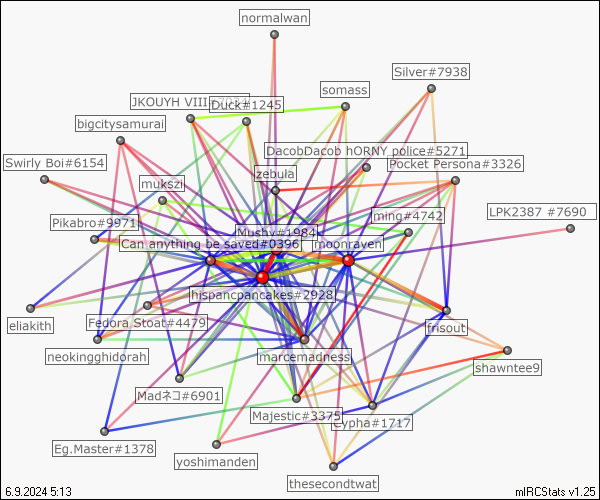 normalwan
Silver#7938
somass
JKOUYH VIII
Duck#1245
bigcitysamurai
DacobDacob hORNY police#5271
Pocket Persona#3326
Swirly Boi#6154
zebula
mukszi
LPK2387 #7690
ming#4742
Pikabro#9971
Mushy#1984
Can anything be saved#0396
moonraven
hispancpancakes#2928
eliakith
Fedora Stoat#4479
frisout
neokingghidorah
marcemadness
shawntee9
Madネコ#6901
Majestic#3375
Cypha#1717
Eg.Master#1378
yoshimanden
thesecondtwat
6.9.2024 5:13
mIRCStats v1.25